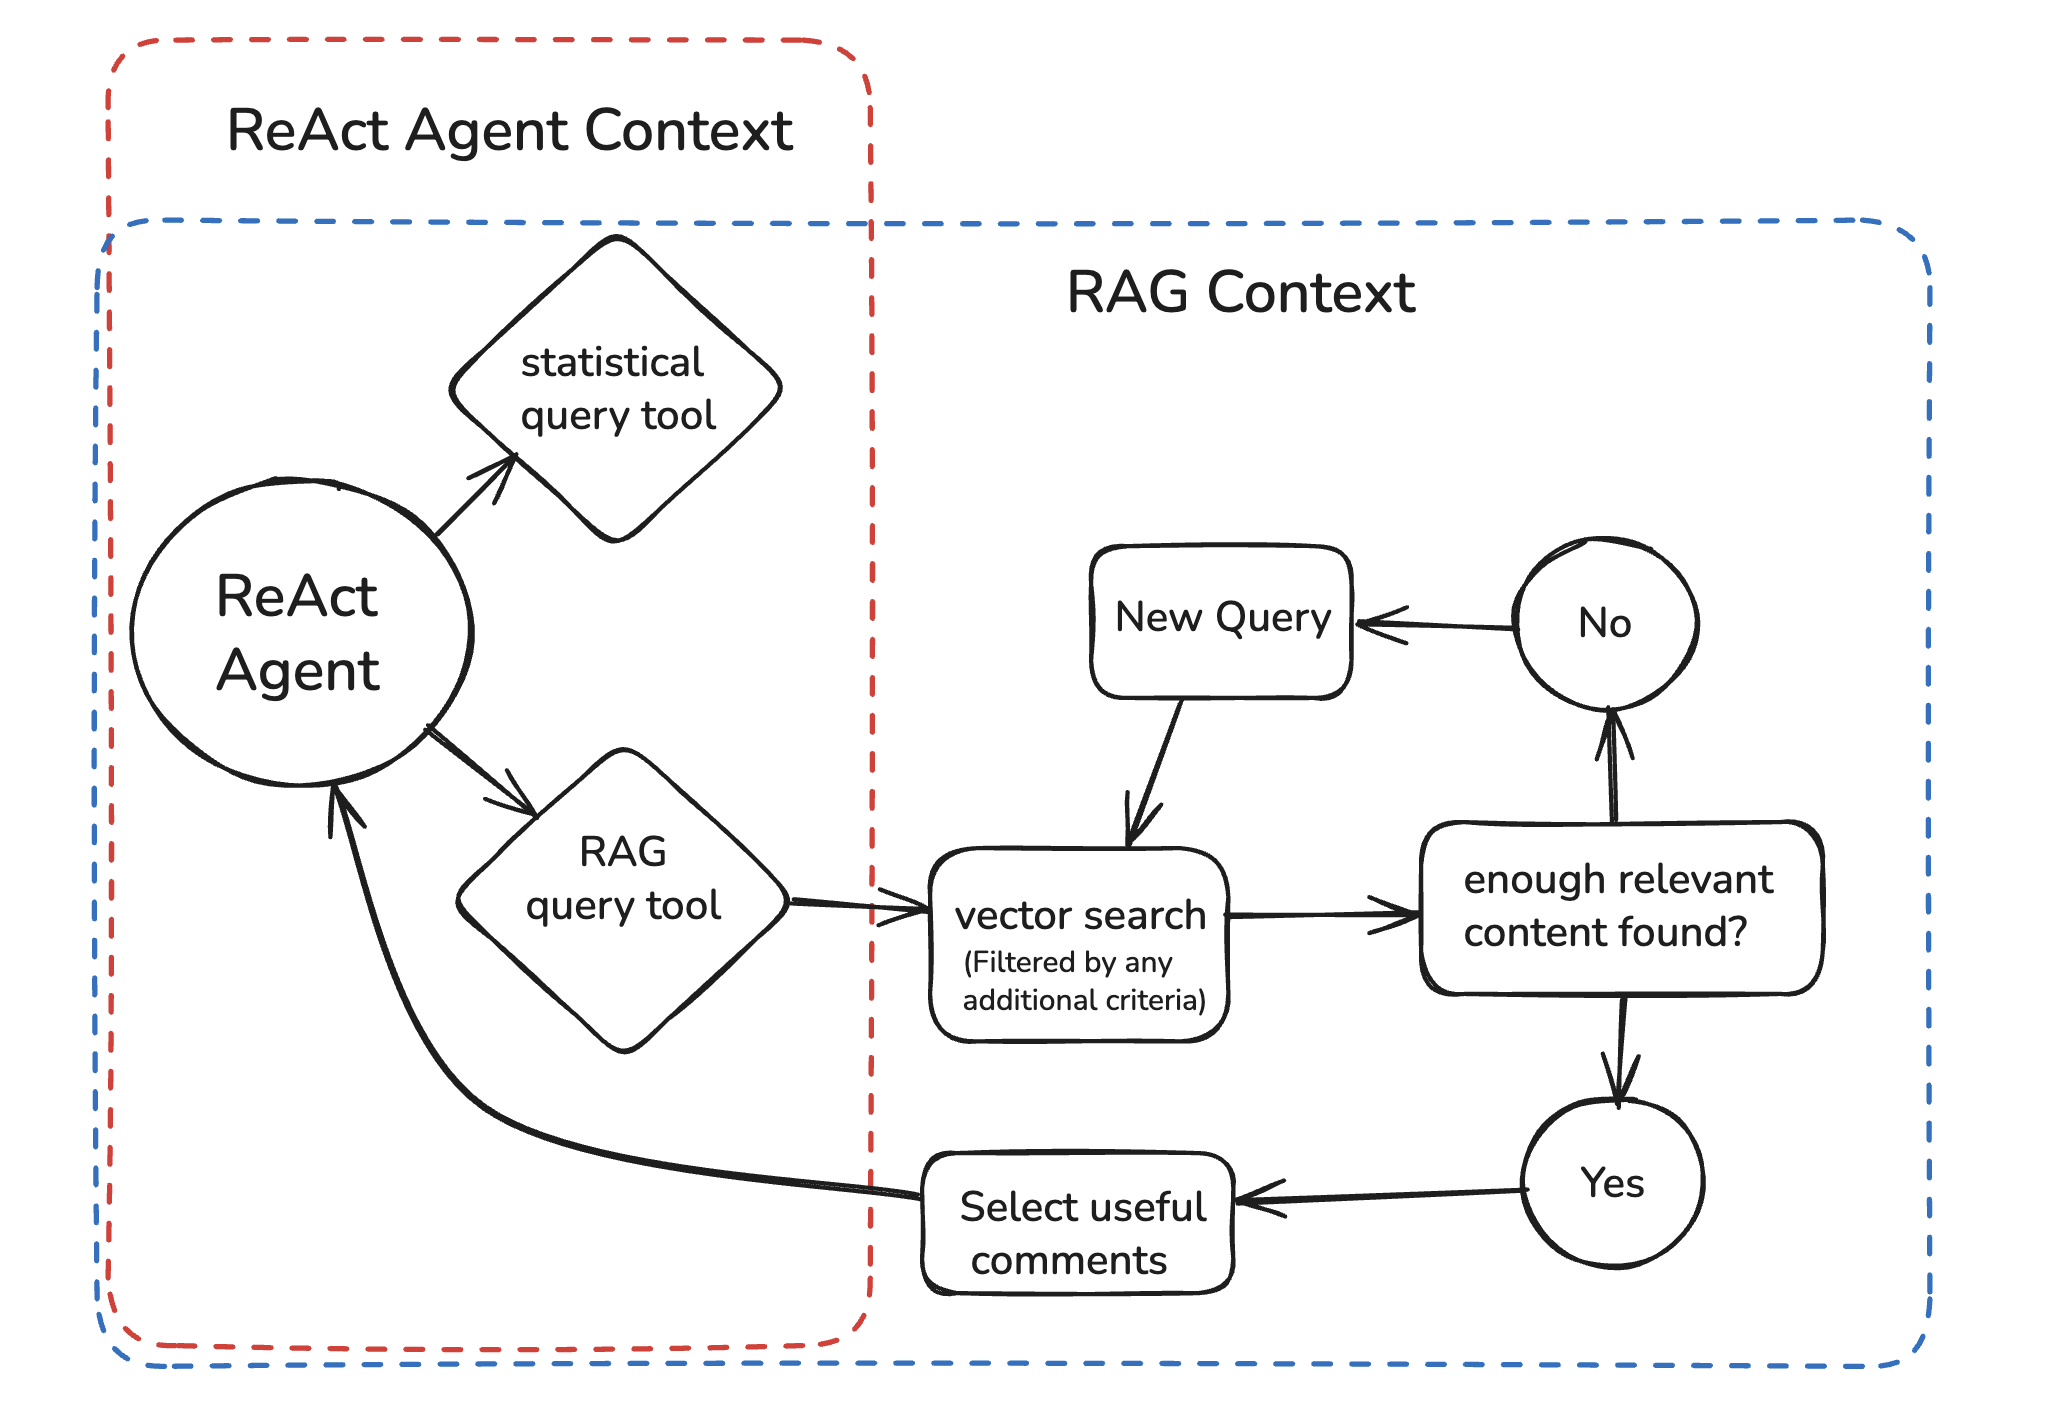 ReAct Agent Context
RAG Context
statistical
query tool
ReAct
Agent
RAG
query tool
New Query
No
vector search
(Filtered by any
additional criteria)
enough relevant
content found?
Yes
Select useful
comments